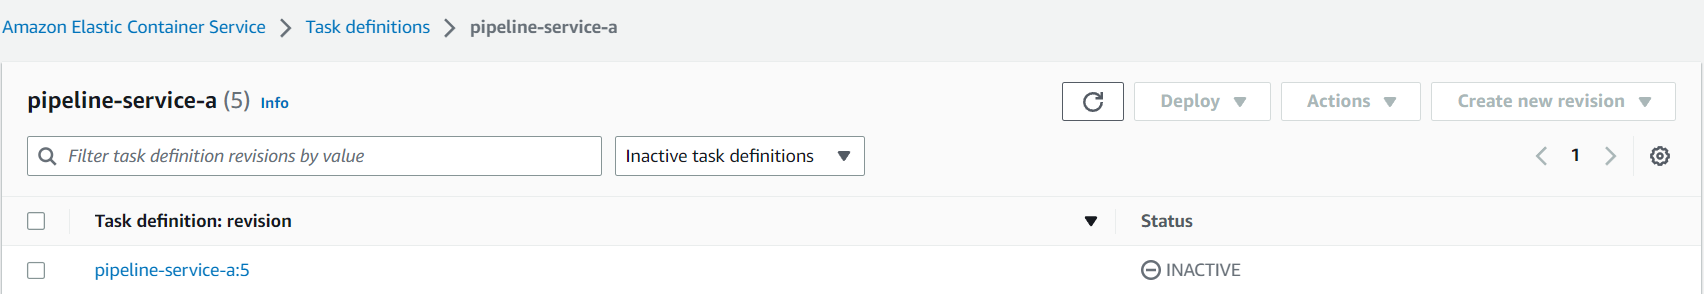 Amazon Elastic Container Service > Task definitions > pipeline-service-a
pipeline-service-a (5) Info
Deploy Actions Create new revision
Filter task definition revisions by value Inactive task definitions 1
Task definition: revision Status
pipeline-service-a:5 INACTIVE